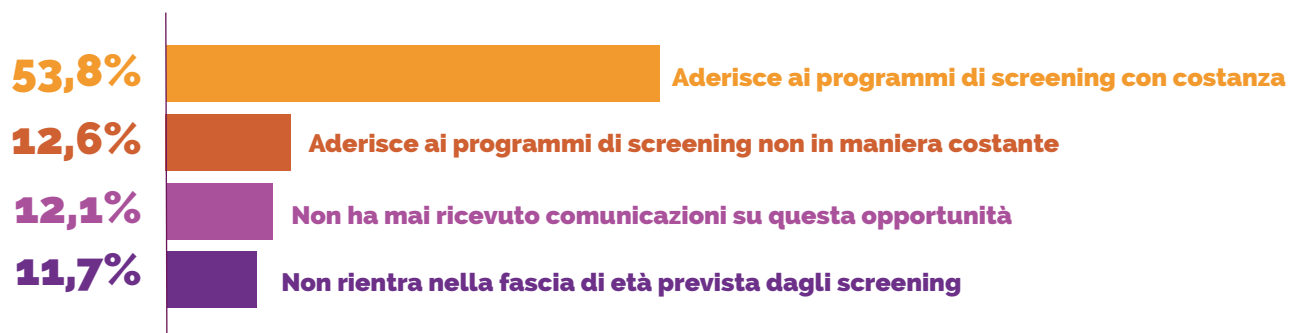 53,8% Aderisce ai programmi di screening con costanza
12,6% Aderisce ai programmi di screening non in maniera costante
12,1% Non ha mai ricevuto comunicazioni su questa opportunità
11,7% Non rientra nella fascia di età prevista dagli screening